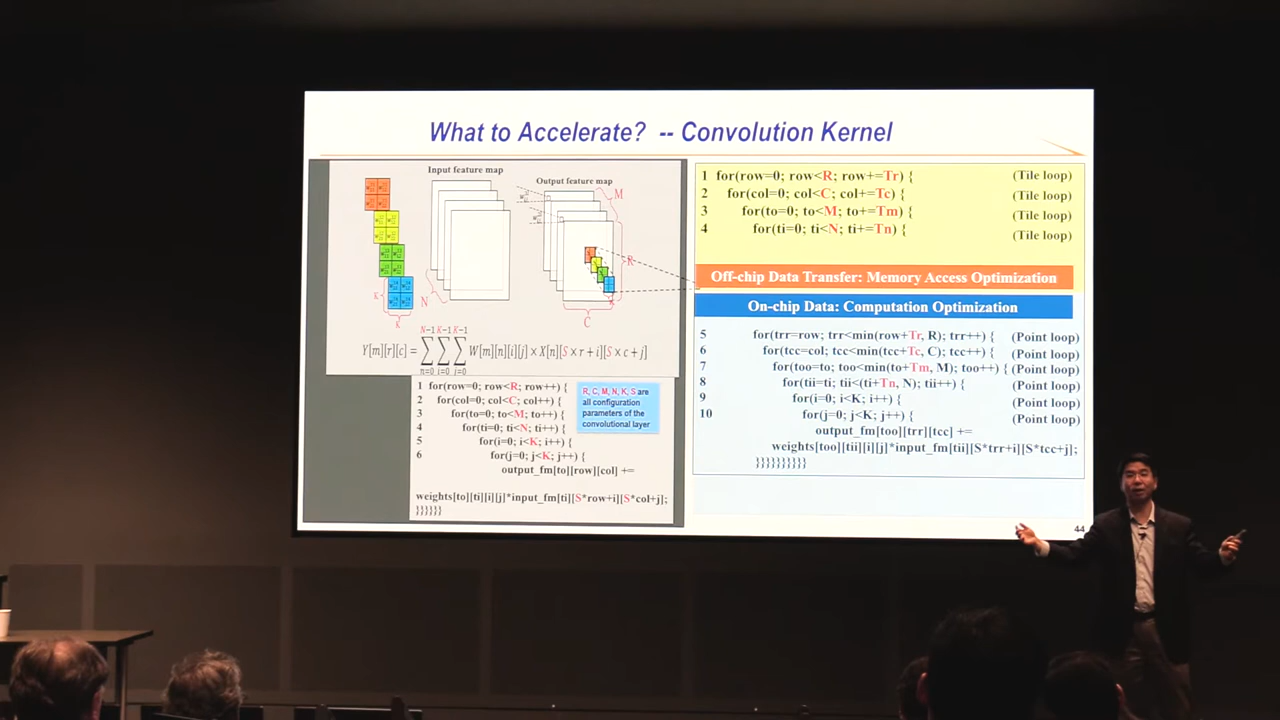 What to Accelerate? -- Convolution Kernel
Input feature map
Output feature map
M
R
N
K
K
C
Y[m][r][c] = ∑ ∑ ∑ W[m][n][i][j] × X[n][S × r + i][S × c + j]
N−1 K−1 K−1
n=0 i=0 j=0
1 for(row=0; row<R; row++) {
2 for(col=0; col<C; col++) {
3 for(to=0; to<M; to++) {
4 for(ti=0; ti<N; ti++) {
5 for(i=0; i<K; i++) {
6 for(j=0; j<K; j++) {
output_fm[to][row][col] +=
weights[to][ti][i][j]*input_fm[ti][S*row+i][S*col+j];
}}}}}}
R, C, M, N, K, S are
all configuration
parameters of the
convolutional layer
1 for(row=0; row<R; row+=Tr) { (Tile loop)
2 for(col=0; col<C; col+=Tc) { (Tile loop)
3 for(to=0; to<M; to+=Tm) { (Tile loop)
4 for(ti=0; ti<N; ti+=Tn) { (Tile loop)
Off-chip Data Transfer: Memory Access Optimization
On-chip Data: Computation Optimization
5 for(trr=row; trr<min(row+Tr, R); trr++) { (Point loop)
6 for(tcc=col; tcc<min(tcc+Tc, C); tcc++) { (Point loop)
7 for(too=to; too<min(to+Tm, M); too++) { (Point loop)
8 for(tii=ti; tii<(ti+Tn, N); tii++) { (Point loop)
9 for(i=0; i<K; i++) { (Point loop)
10 for(j=0; j<K; j++) { (Point loop)
output_fm[too][trr][tcc] +=
weights[too][tii][i][j]*input_fm[tii][S*trr+i][S*tcc+j];
}}}}}}}}}}
44